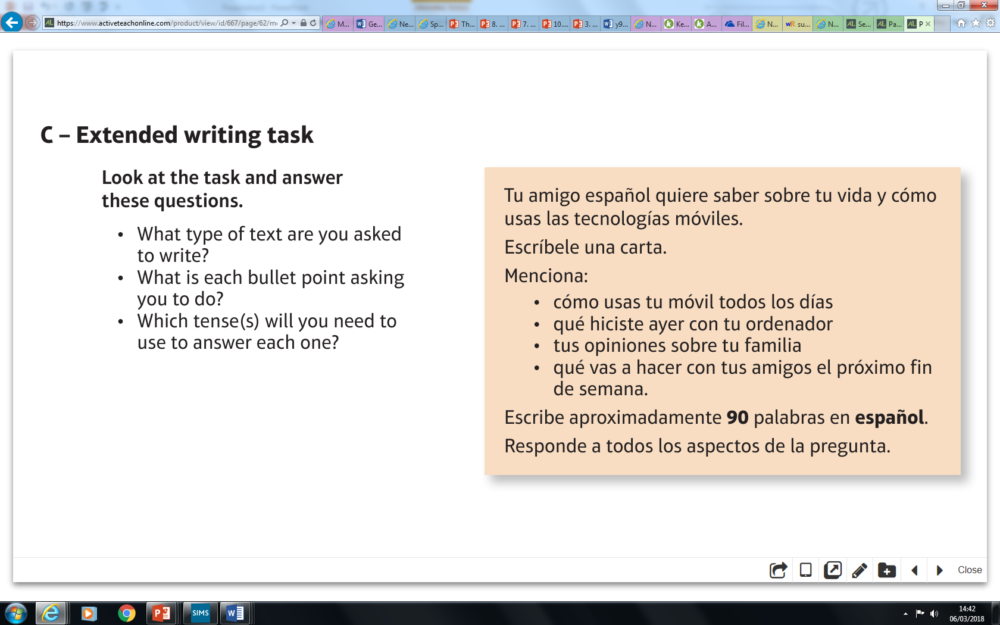 https://www.activeteachonline.com/product/view/id/667/page/62/m
M... Ge... Ne... Sp... Th... 8. ... 7. ... 10.... 3. ... y9... N... Ke... A... Fil... N... su... N... Se... Pa... P
C – Extended writing task
Look at the task and answer
these questions.
• What type of text are you asked
to write?
• What is each bullet point asking
you to do?
• Which tense(s) will you need to
use to answer each one?
Tu amigo español quiere saber sobre tu vida y cómo
usas las tecnologías móviles.
Escríbele una carta.
Menciona:
• cómo usas tu móvil todos los días
• qué hiciste ayer con tu ordenador
• tus opiniones sobre tu familia
• qué vas a hacer con tus amigos el próximo fin
de semana.
Escribe aproximadamente 90 palabras en español.
Responde a todos los aspectos de la pregunta.
Close
SIMS
14:42
06/03/2018